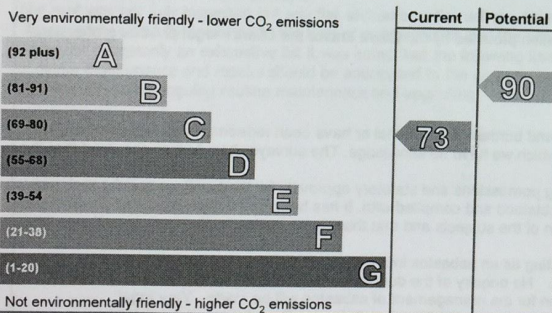 Very environmentally friendly - lower CO₂ emissions Current Potential
(92 plus) A
(81-91) B 90
(69-80) C 73
(55-68) D
(39-54 E
(21-38) F
(1-20) G
Not environmentally friendly - higher CO₂ emissions